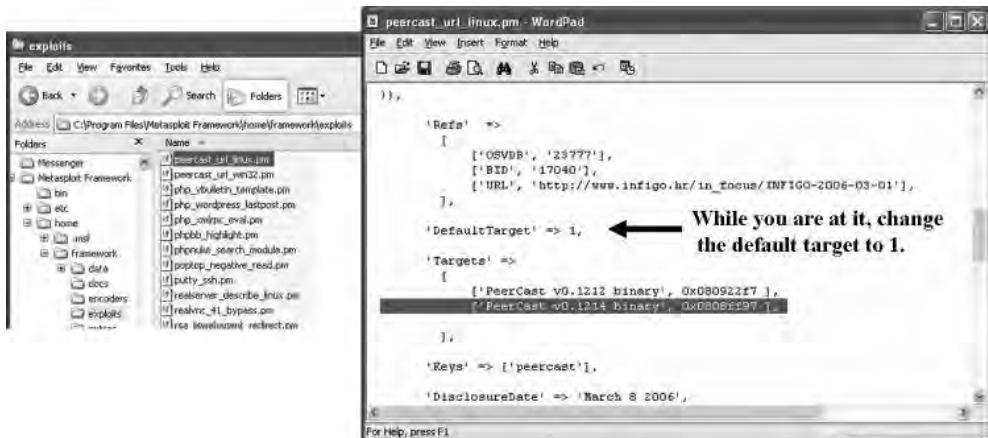 exploits
File Edit View Favorites Tools Help
Back Search Folders
Address C:\Program Files\Metasploit Framework\home\framework\exploits
Folders
Messenger
Metasploit Framework
bin
etc
home
.msf
framework
data
docs
encoders
exploits
Name
peercast_url_linux.pm
peercast_url_win32.pm
php_vbulletin_template.pm
php_wordpress_lastpost.pm
php_xmlrpc_eval.pm
phpbb_highlight.pm
phpnuke_search_module.pm
poptop_negative_read.pm
putty_ssh.pm
realserver_describe_linux.pm
realvnc_41_bypass.pm
peercast_url_linux.pm - WordPad
File Edit View Insert Format Help
}},
'Refs' =>
[
['OSVDB', '23777'],
['BID', '17040'],
['URL', 'http://www.infigo.hr/in_focus/INFIGO-2006-03-01'],
],
'DefaultTarget' => 1,
While you are at it, change
the default target to 1.
'Targets' =>
[
['PeerCast v0.1212 binary', 0x080922f7 ],
['PeerCast v0.1214 binary', 0x0808ff97 ],
],
'Keys' => ['peercast'],
'DisclosureDate' => 'March 8 2006',
For Help, press F1